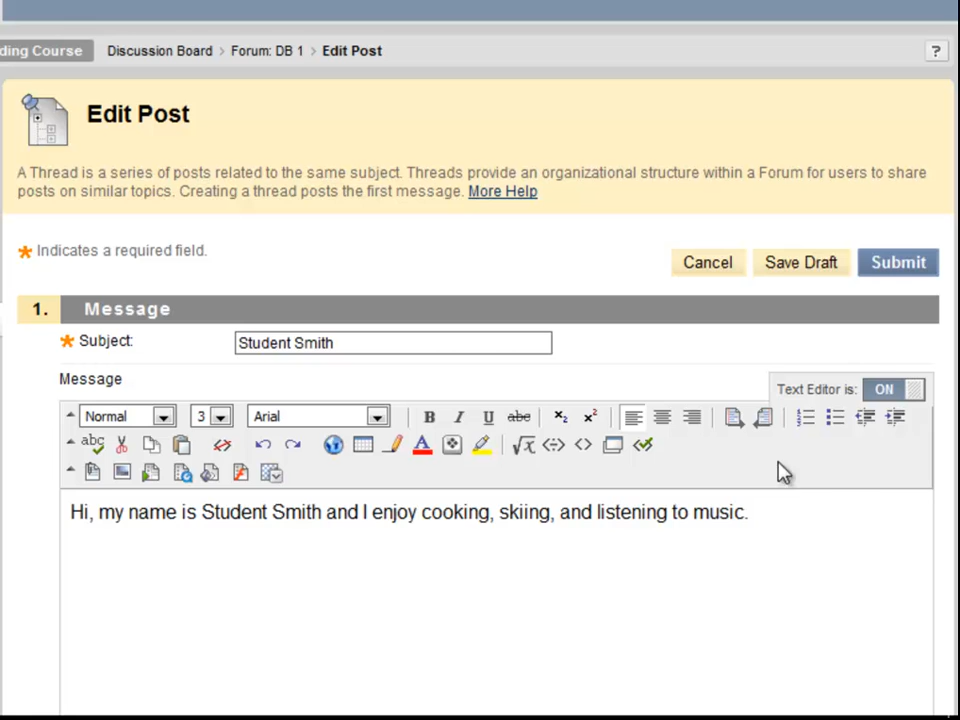 ding Course Discussion Board > Forum: DB 1 > Edit Post ?
Edit Post
A Thread is a series of posts related to the same subject. Threads provide an organizational structure within a Forum for users to share
posts on similar topics. Creating a thread posts the first message. More Help
Indicates a required field.
Cancel Save Draft Submit
1. Message
Subject: Student Smith
Message
Text Editor is: ON
Normal 3 Arial B I U abc x₂ x²
abc
Hi, my name is Student Smith and I enjoy cooking, skiing, and listening to music.